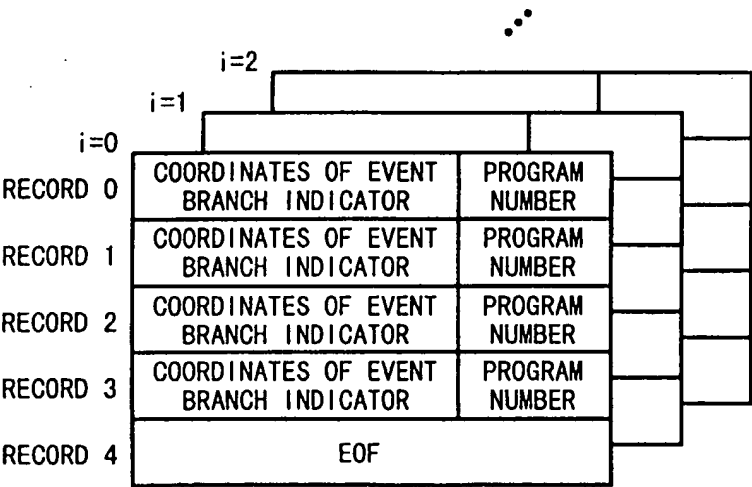 i=2
i=1
i=0
RECORD 0 COORDINATES OF EVENT BRANCH INDICATOR PROGRAM NUMBER
RECORD 1 COORDINATES OF EVENT BRANCH INDICATOR PROGRAM NUMBER
RECORD 2 COORDINATES OF EVENT BRANCH INDICATOR PROGRAM NUMBER
RECORD 3 COORDINATES OF EVENT BRANCH INDICATOR PROGRAM NUMBER
RECORD 4 EOF